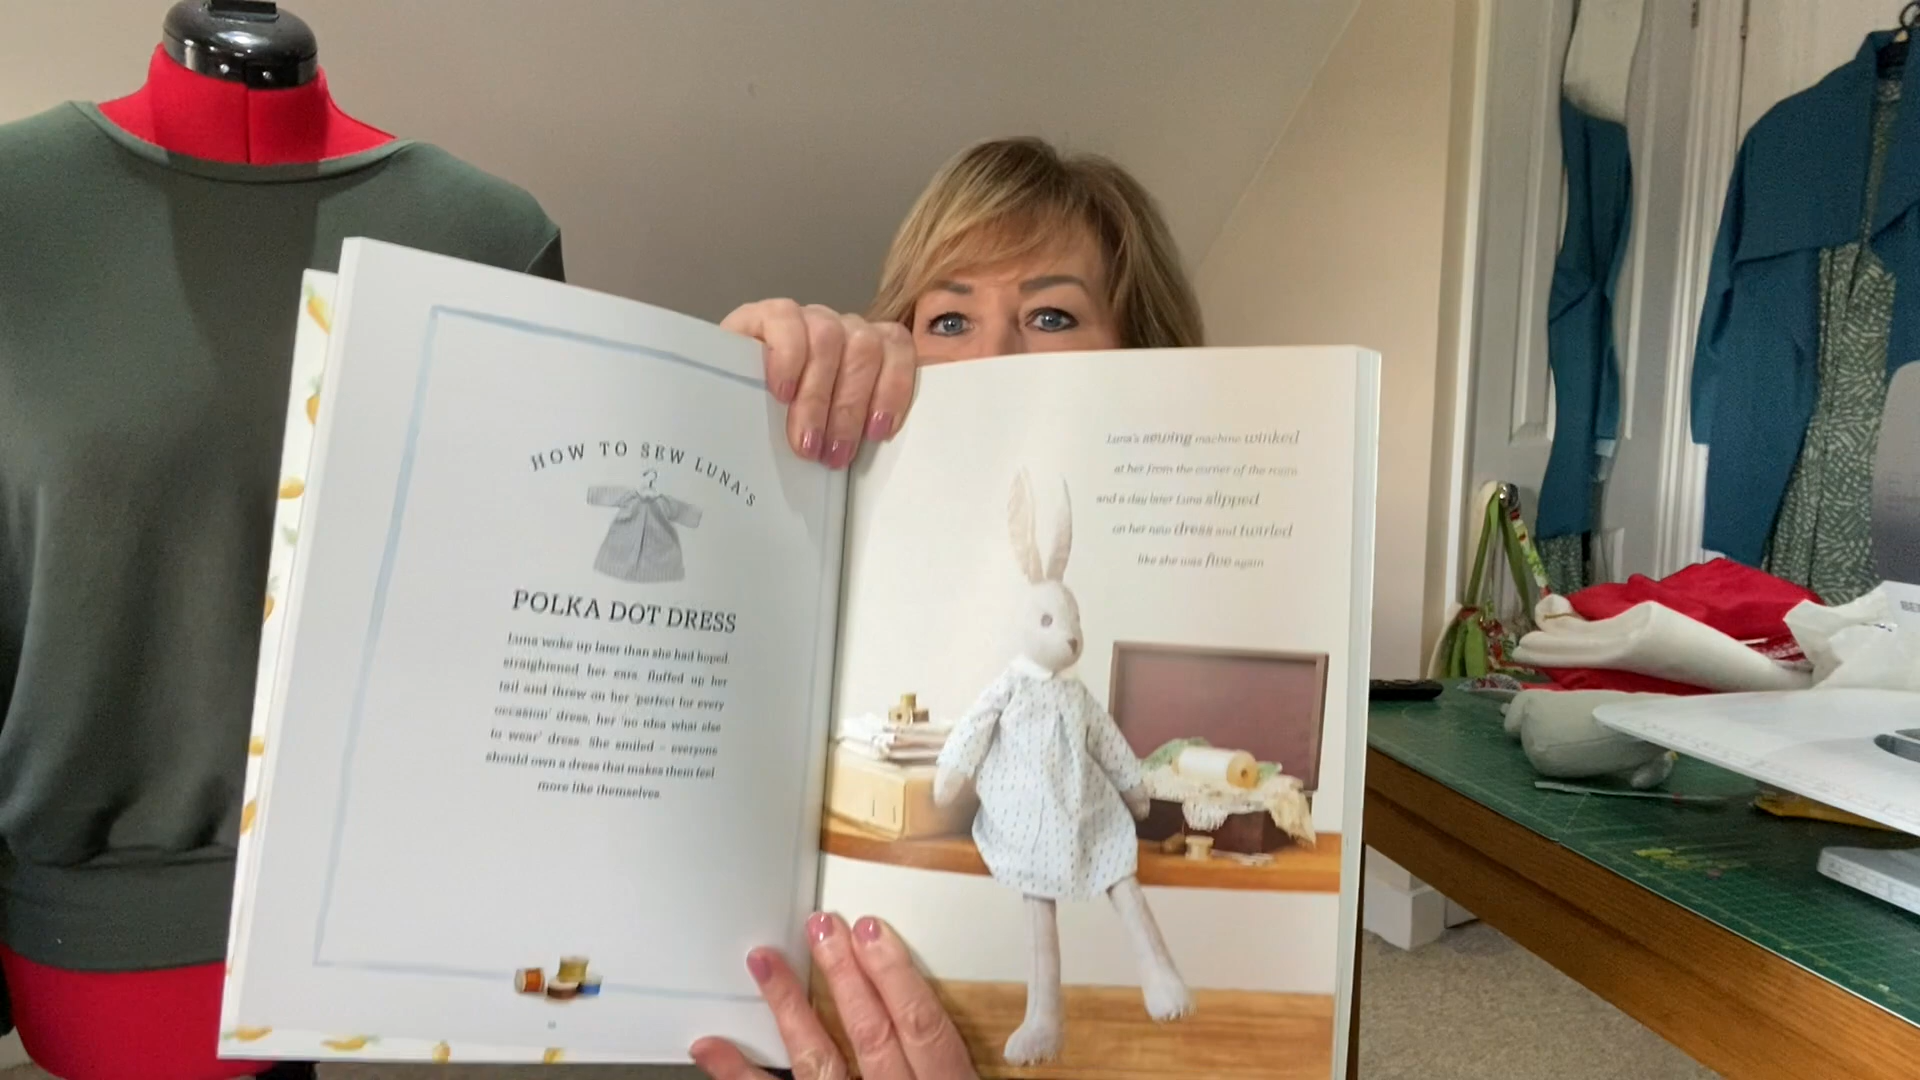 HOW TO SEW LUNA'S
POLKA DOT DRESS
Luna woke up later than she had hoped,
straightened her ears, fluffed up her
tail and threw on her 'perfect for every
occasion' dress, her 'no idea what else
to wear' dress. She smiled – everyone
should own a dress that makes them feel
more like themselves.
Luna's sewing machine winked
at her from the corner of the room
and a day later Luna slipped
on her new dress and twirled
like she was five again
BE